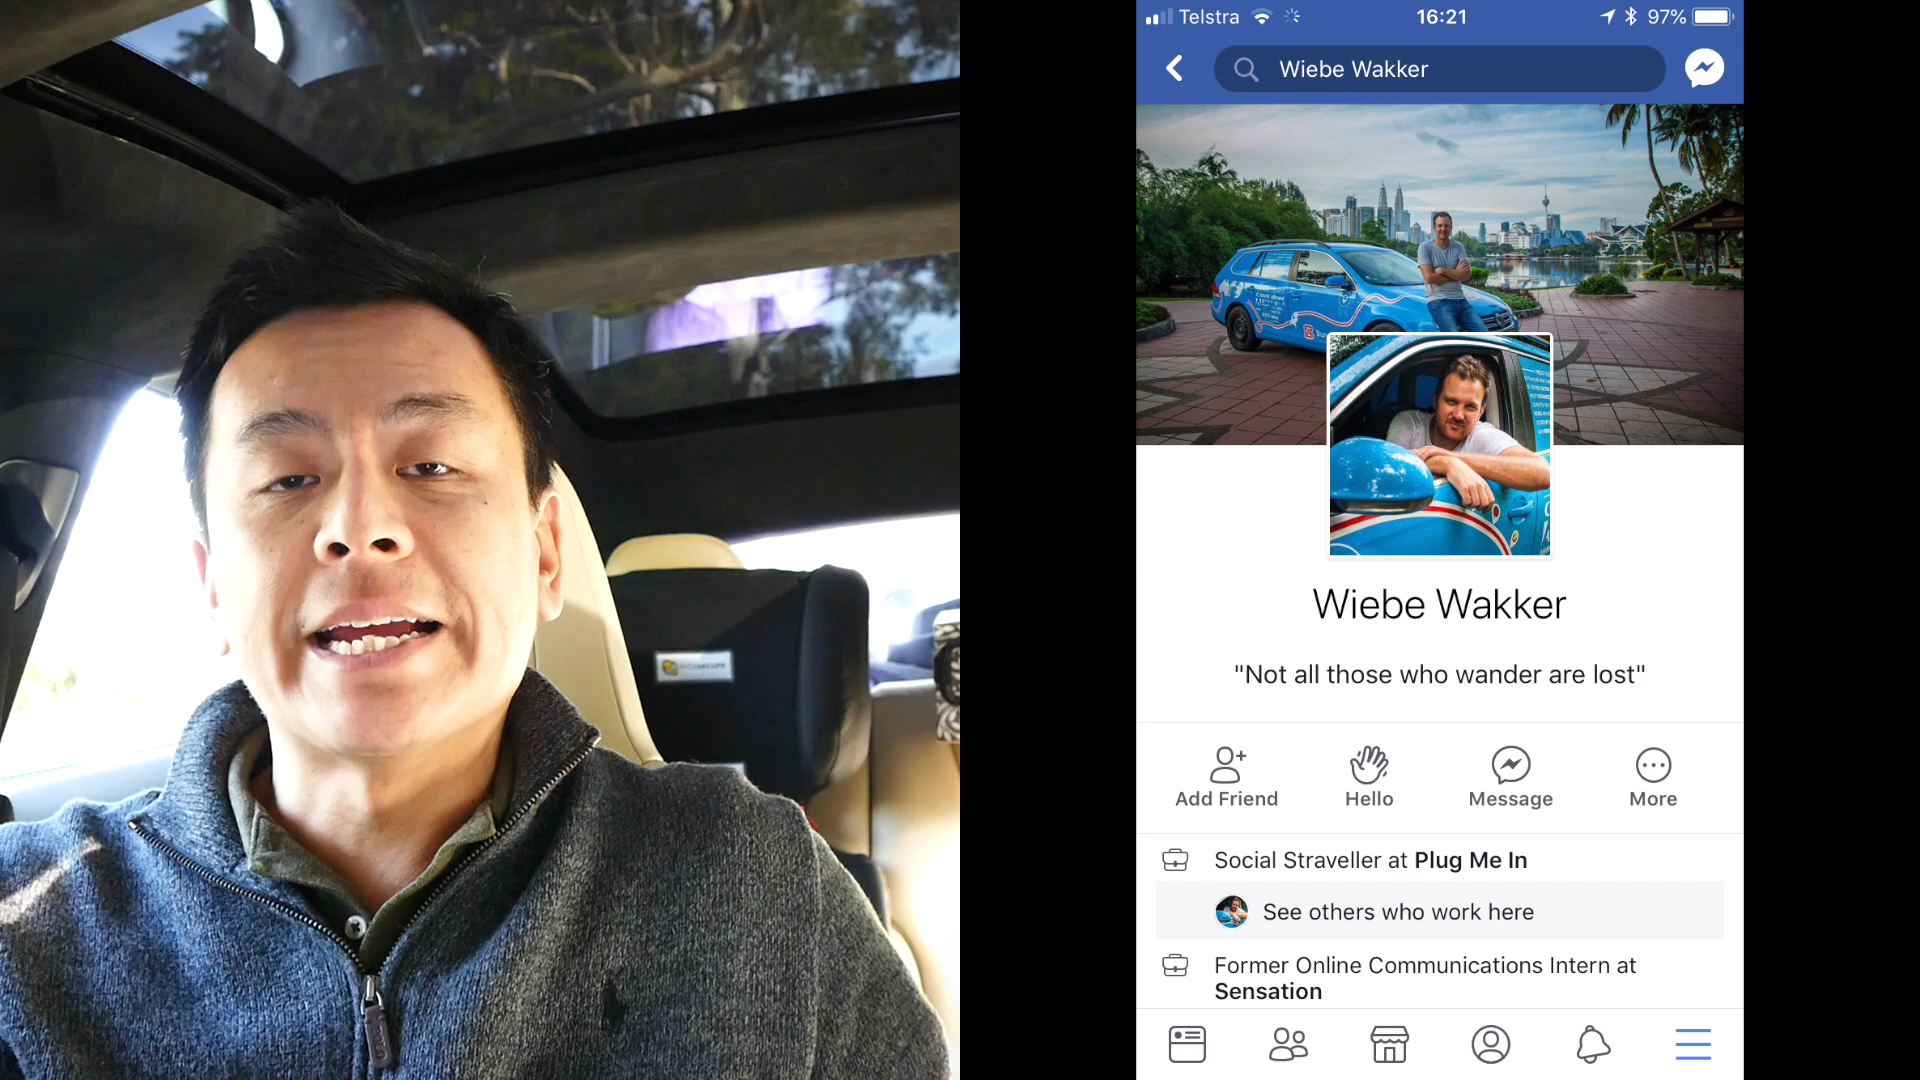 Telstra 16:21 97%
Wiebe Wakker
Wiebe Wakker
"Not all those who wander are lost"
Add Friend Hello Message More
Social Straveller at Plug Me In
See others who work here
Former Online Communications Intern at
Sensation